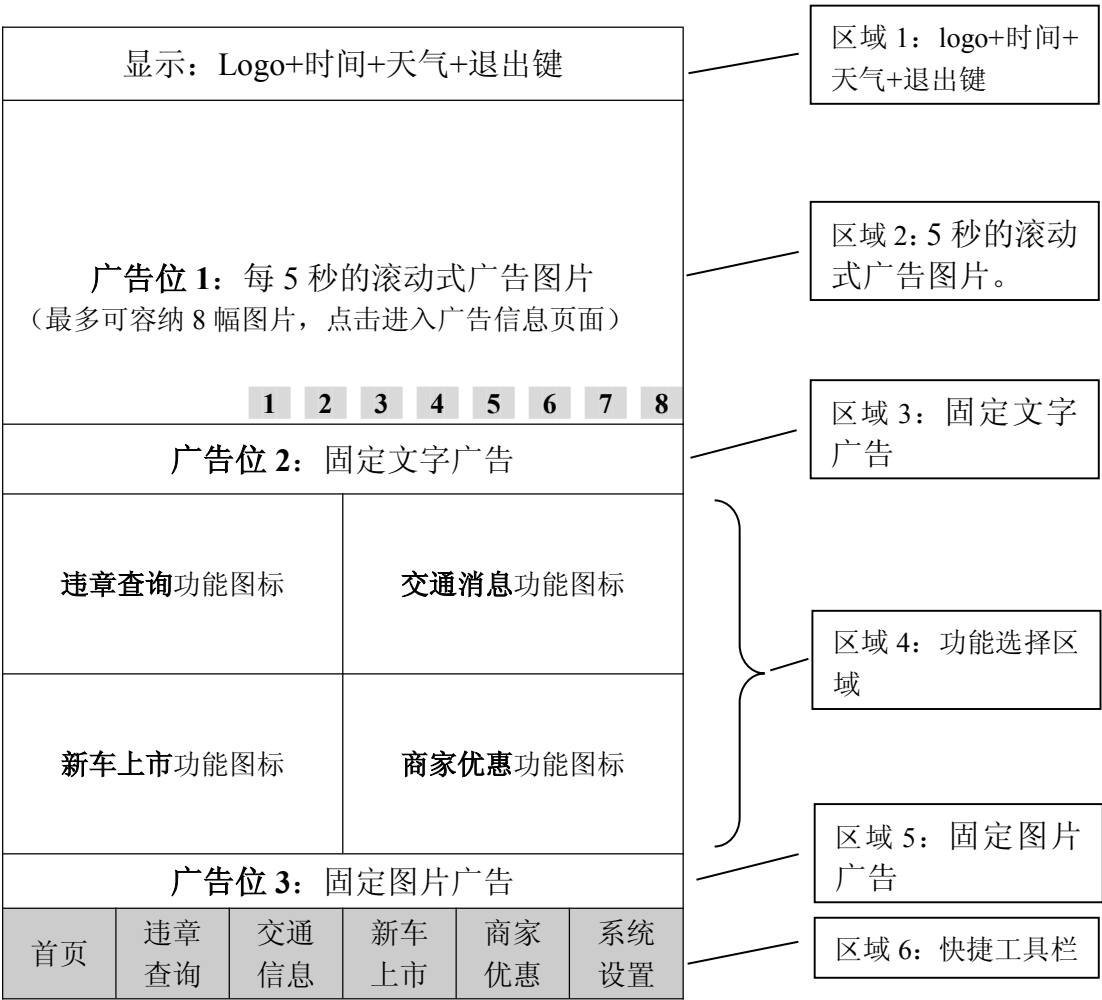 显示：Logo+时间+天气+退出键
区域 1：logo+时间+
天气+退出键
广告位 1：每 5 秒的滚动式广告图片
（最多可容纳 8 幅图片，点击进入广告信息页面）
1 2 3 4 5 6 7 8
区域 2：5 秒的滚动
式广告图片。
广告位 2：固定文字广告
区域 3：固定文字
广告
违章查询功能图标
交通消息功能图标
新车上市功能图标
商家优惠功能图标
区域 4：功能选择区
域
广告位 3：固定图片广告
区域 5：固定图片
广告
首页
违章
查询
交通
信息
新车
上市
商家
优惠
系统
设置
区域 6：快捷工具栏